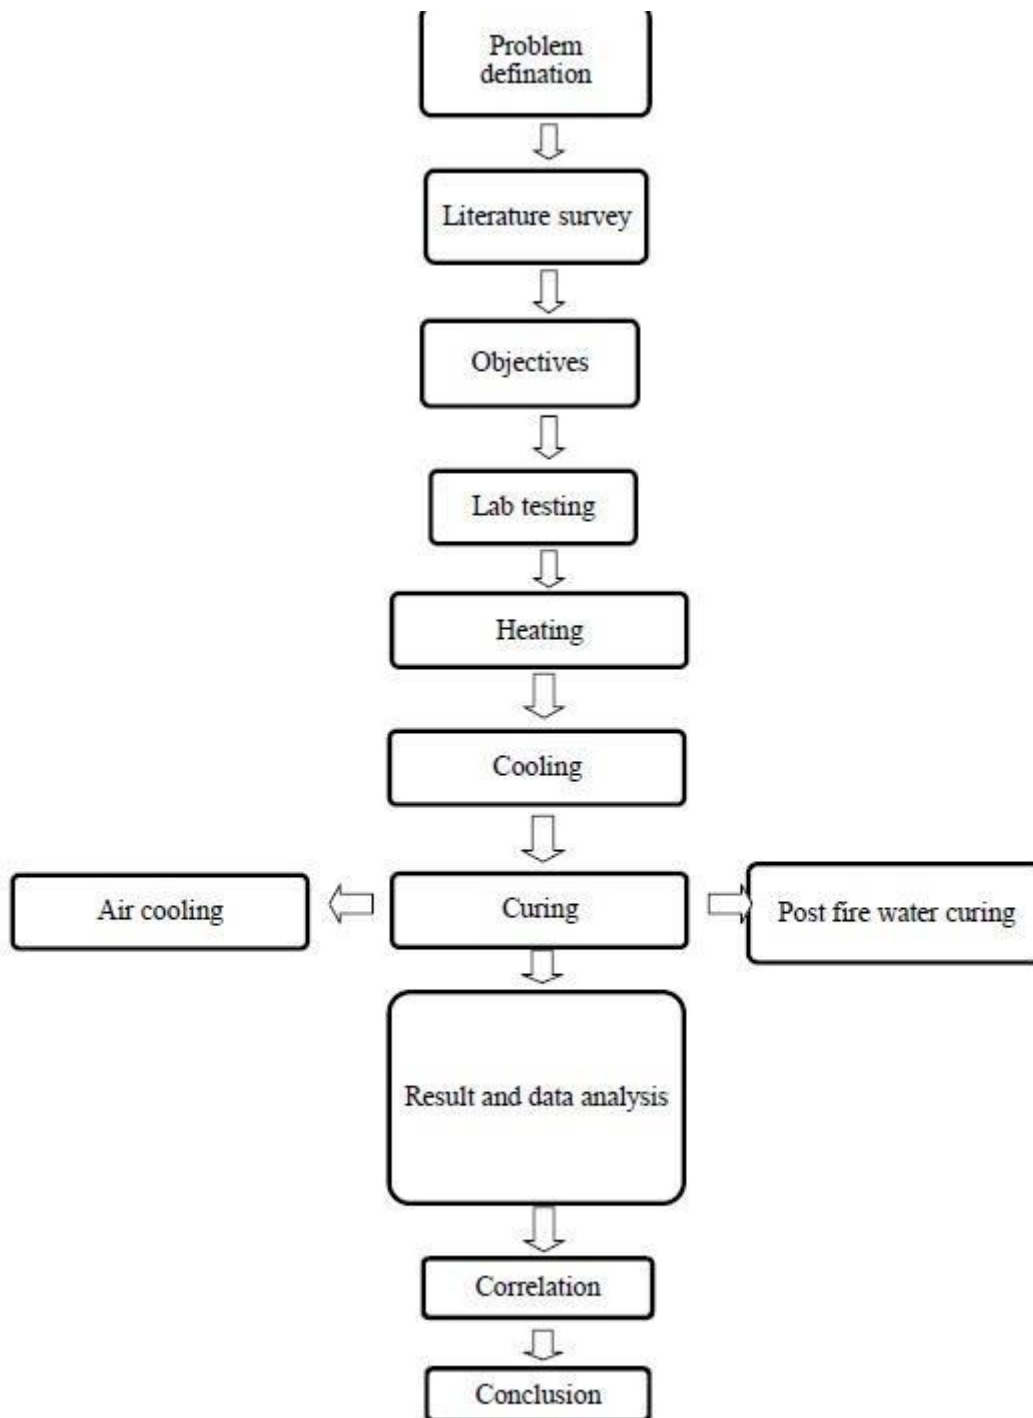 Problem
defination
Literature survey
Objectives
Lab testing
Heating
Cooling
Air cooling
Curing
Post fire water curing
Result and data analysis
Correlation
Conclusion